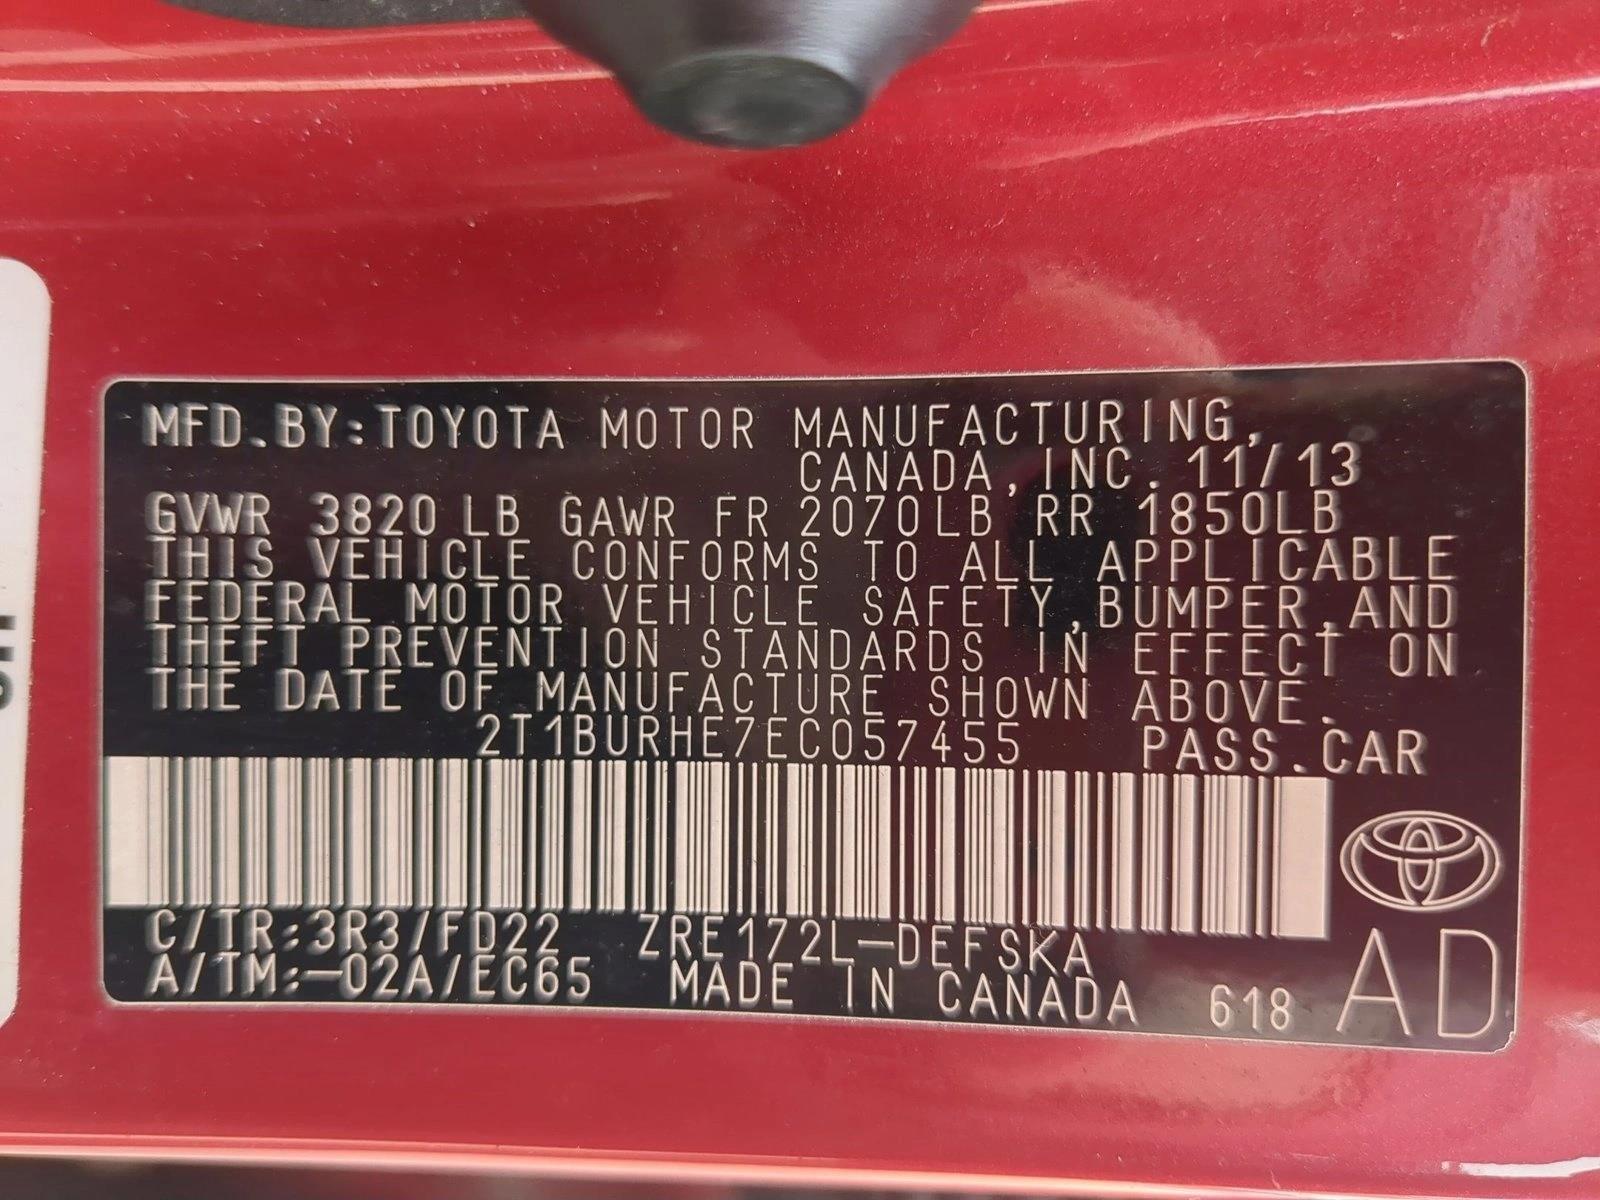 MFD.BY:TOYOTA MOTOR MANUFACTURING,
CANADA,INC. 11/13
GVWR 3820 LB GAWR FR 2070LB RR 1850LB
THIS VEHICLE CONFORMS TO ALL APPLICABLE
FEDERAL MOTOR VEHICLE SAFETY,BUMPER,AND
THEFT PREVENTION STANDARDS IN EFFECT ON
THE DATE OF MANUFACTURE SHOWN ABOVE.
2T1BURHE7EC057455 PASS.CAR
C/TR:3R3/FD22 ZRE172L-DEFSKA
A/TM:-02A/EC65 MADE IN CANADA 618 AD